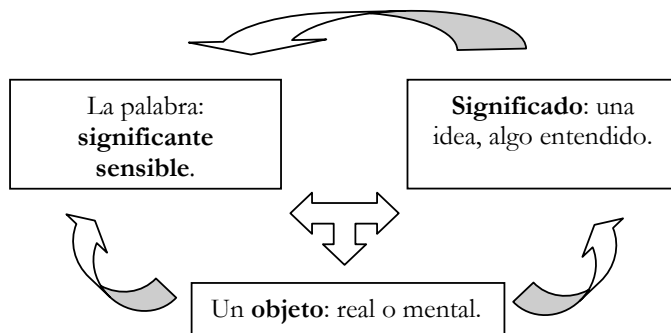 La palabra:
significante
sensible.
Significado: una
idea, algo entendido.
Un objeto: real o mental.